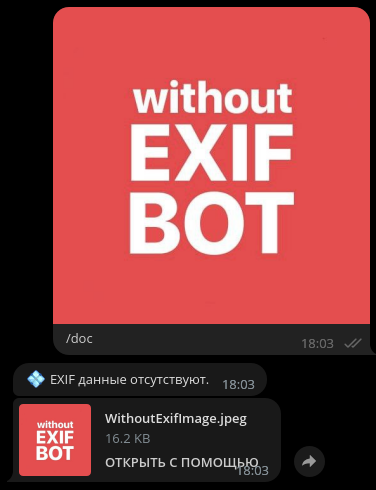 without
EXIF
BOT
/doc
18:03
EXIF данные отсутствуют.
18:03
without
EXIF
BOT
WithoutExifImage.jpeg
16.2 KB
ОТКРЫТЬ С ПОМОЩЬЮ
18:03